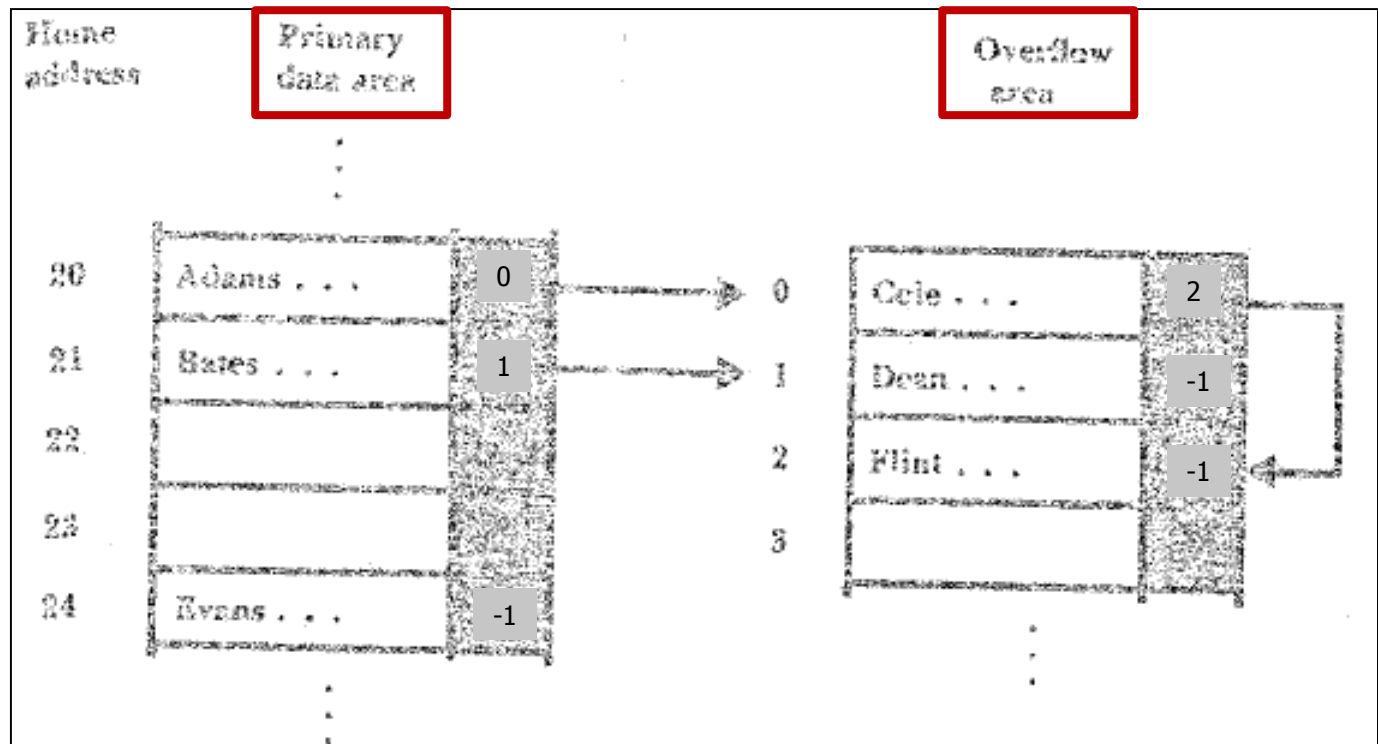 Home
address
Primary
data area
Overflow
area
20 Adams . . . 0 0 Cole . . . 2
21 Bates . . . 1 1 Dean . . . -1
22 2 Flint . . . -1
23 3
24 Evans . . . -1